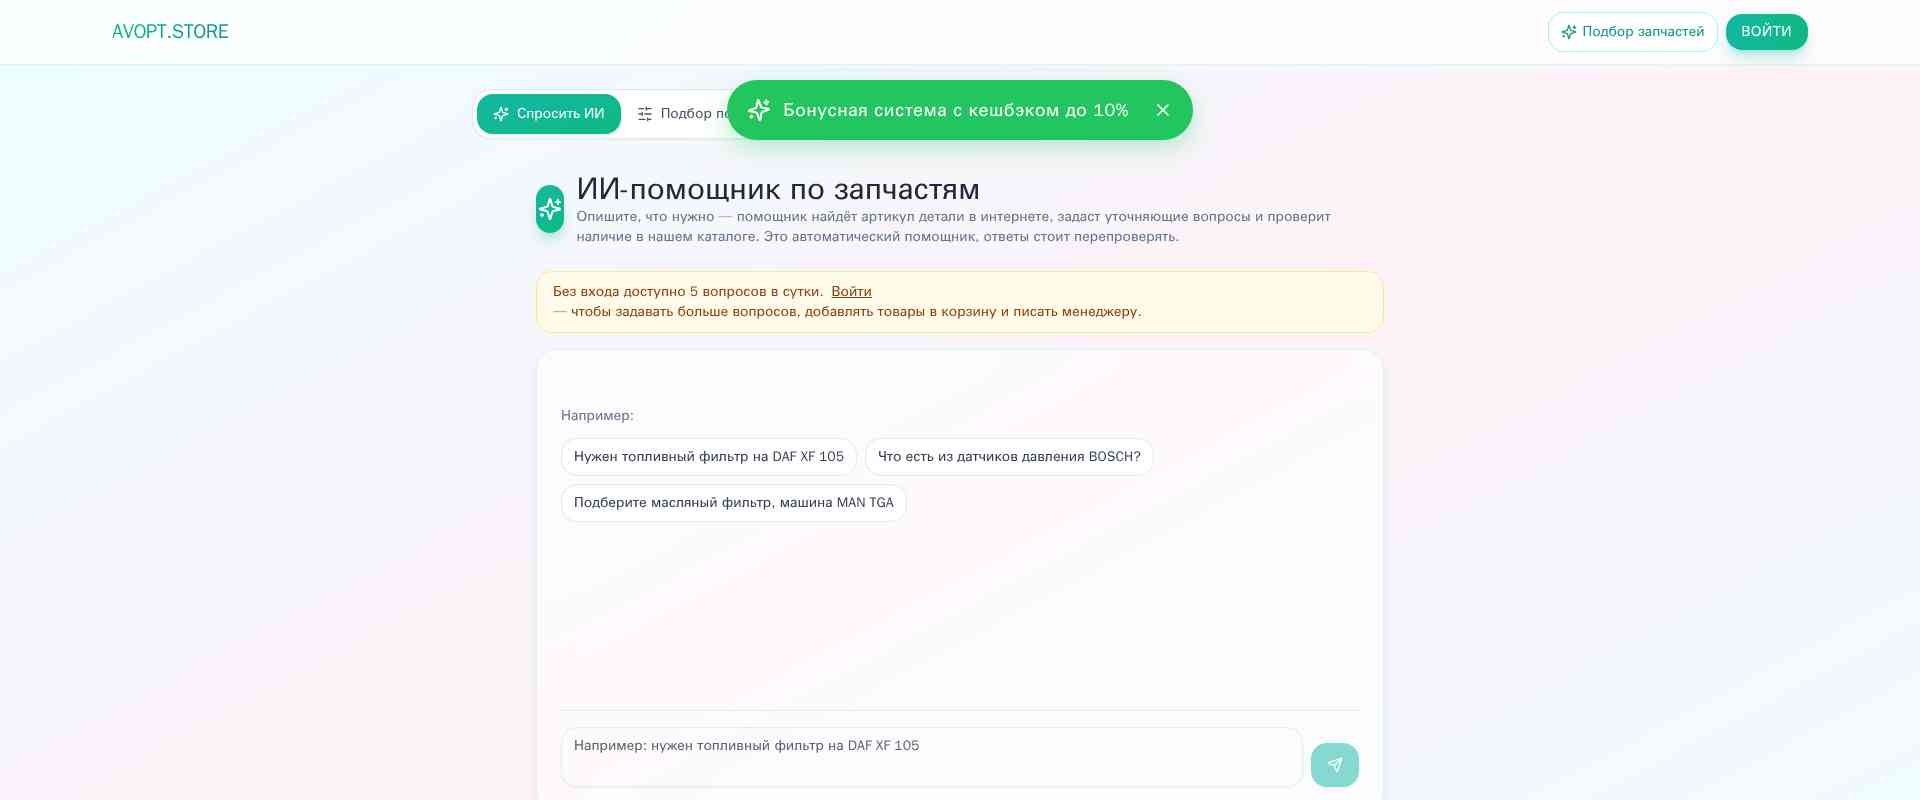 AVOPT.STORE
Подбор запчастей
ВОЙТИ
Спросить ИИ
Подбор
Бонусная система с кешбэком до 10%
ИИ-помощник по запчастям
Опишите, что нужно — помощник найдёт артикул детали в интернете, задаст уточняющие вопросы и проверит
наличие в нашем каталоге. Это автоматический помощник, ответы стоит перепроверять.
Без входа доступно 5 вопросов в сутки. Войти
— чтобы задавать больше вопросов, добавлять товары в корзину и писать менеджеру.
Например:
Нужен топливный фильтр на DAF XF 105
Что есть из датчиков давления BOSCH?
Подберите масляный фильтр, машина MAN TGA
Например: нужен топливный фильтр на DAF XF 105